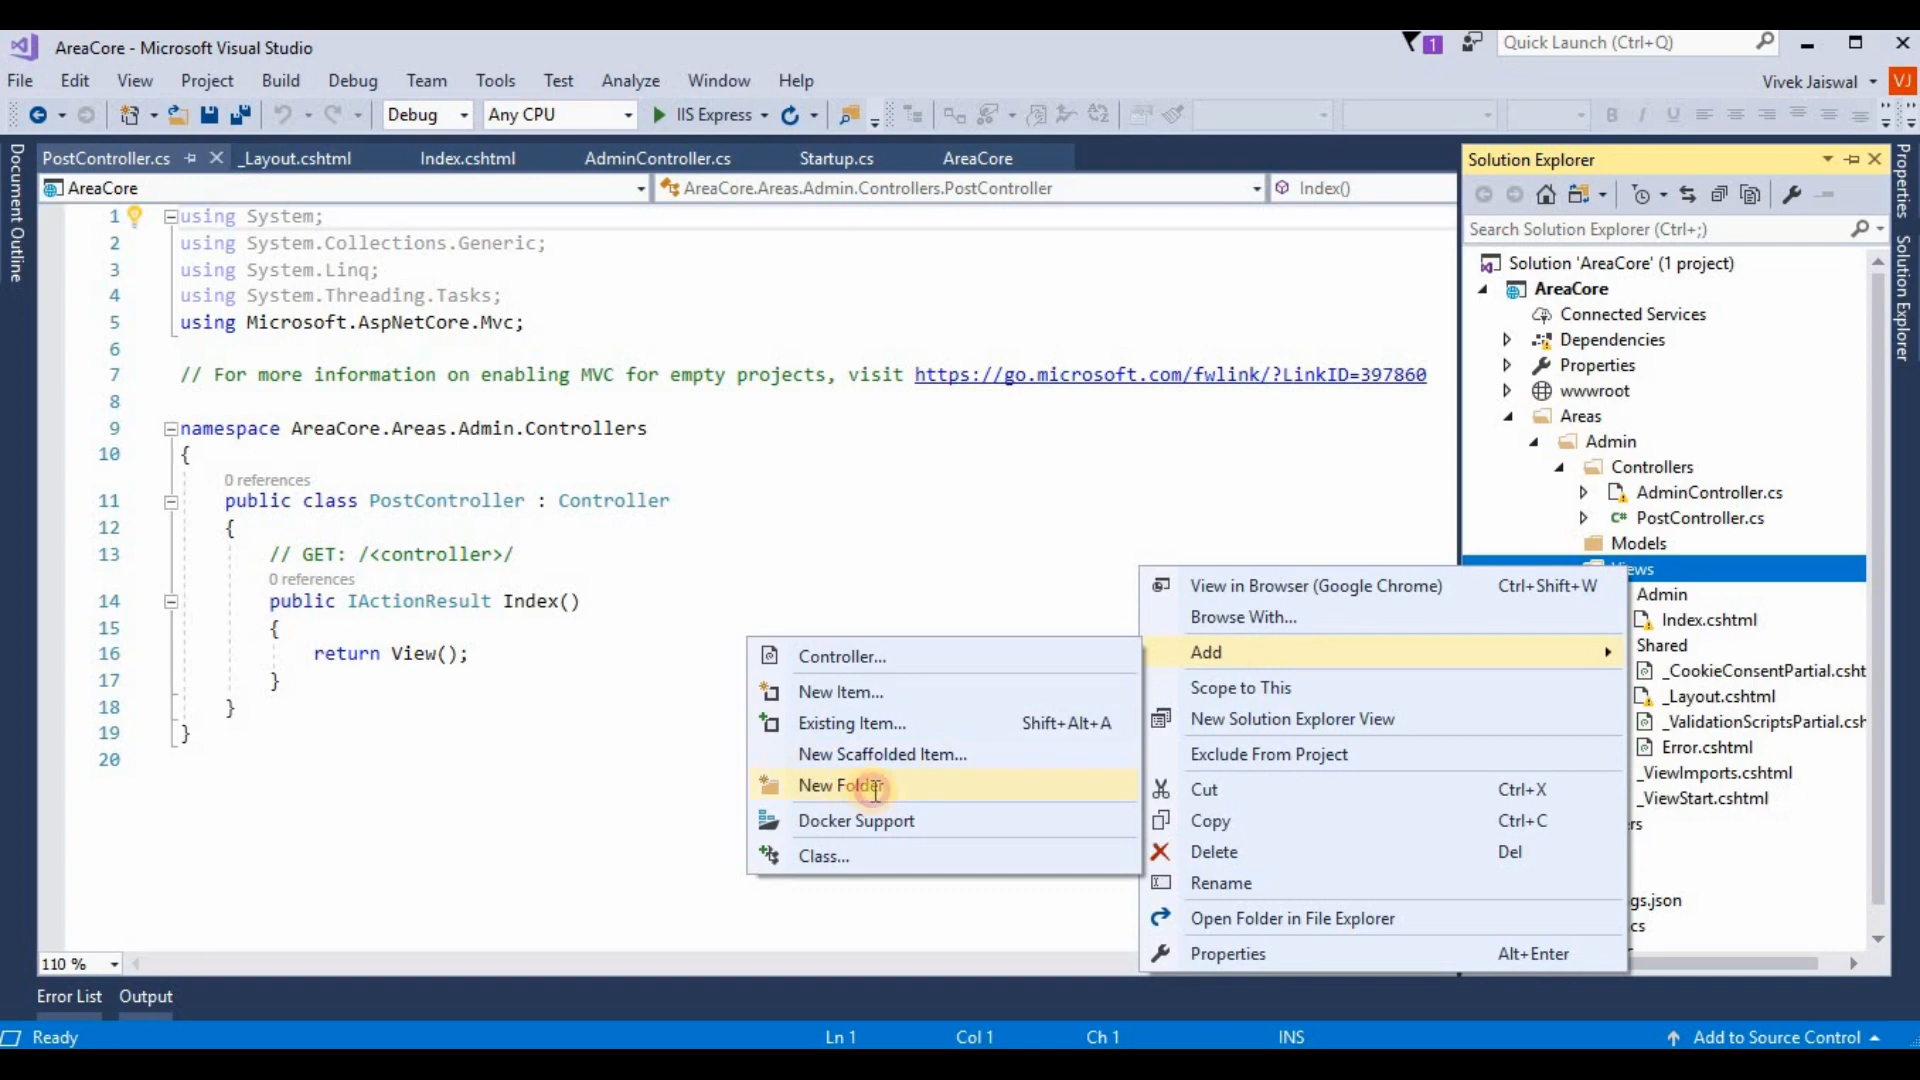 AreaCore - Microsoft Visual Studio
1
Quick Launch (Ctrl+Q)
File Edit View Project Build Debug Team Tools Test Analyze Window Help
Vivek Jaiswal VJ
Debug Any CPU IIS Express
Document Outline
PostController.cs _Layout.cshtml Index.cshtml AdminController.cs Startup.cs AreaCore
AreaCore AreaCore.Areas.Admin.Controllers.PostController Index()
1 using System;
2 using System.Collections.Generic;
3 using System.Linq;
4 using System.Threading.Tasks;
5 using Microsoft.AspNetCore.Mvc;
6
7 // For more information on enabling MVC for empty projects, visit https://go.microsoft.com/fwlink/?LinkID=397860
8
9 namespace AreaCore.Areas.Admin.Controllers
10 {
0 references
11 public class PostController : Controller
12 {
13 // GET: /<controller>/
0 references
14 public IActionResult Index()
15 {
16 return View();
17 }
18 }
19 }
20
Controller...
New Item...
Existing Item... Shift+Alt+A
New Scaffolded Item...
New Folder
Docker Support
Class...
View in Browser (Google Chrome) Ctrl+Shift+W
Browse With...
Add
Scope to This
New Solution Explorer View
Exclude From Project
Cut Ctrl+X
Copy Ctrl+C
Delete Del
Rename
Open Folder in File Explorer
Properties Alt+Enter
Solution Explorer
Search Solution Explorer (Ctrl+;)
Solution 'AreaCore' (1 project)
AreaCore
Connected Services
Dependencies
Properties
wwwroot
Areas
Admin
Controllers
AdminController.cs
C# PostController.cs
Models
iews
Admin
Index.cshtml
Shared
_CookieConsentPartial.csht
_Layout.cshtml
_ValidationScriptsPartial.csh
Error.cshtml
_ViewImports.cshtml
_ViewStart.cshtml
ers
gs.json
cs
Properties
Solution Explorer
110 %
Error List Output
Ready Ln 1 Col 1 Ch 1 INS Add to Source Control